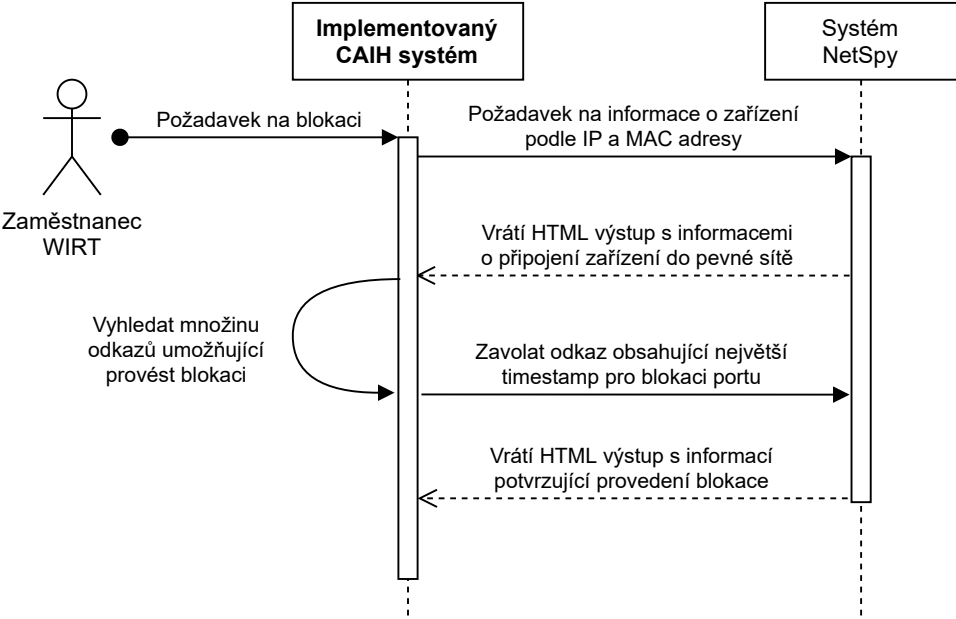 Implementovaný
CAIH systém
Systém
NetSpy
Zaměstnanec
WIRT
Požadavek na blokaci
Požadavek na informace o zařízení
podle IP a MAC adresy
Vrátí HTML výstup s informacemi
o připojení zařízení do pevné sítě
Vyhledat množinu
odkazů umožňující
provést blokaci
Zavolat odkaz obsahující největší
timestamp pro blokaci portu
Vrátí HTML výstup s informací
potvrzující provedení blokace